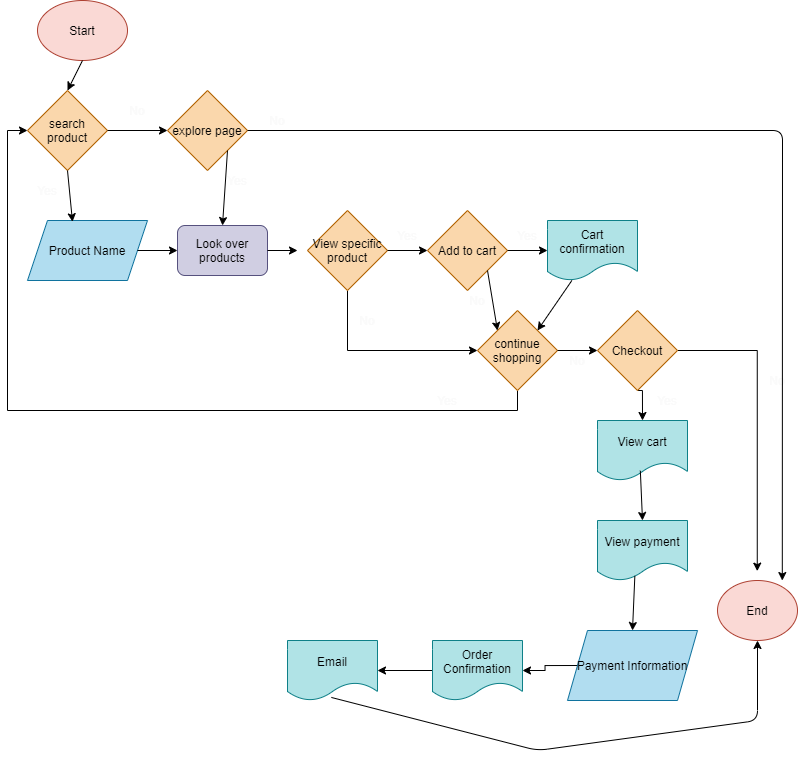 Start
search
product
No
explore page
No
Yes
Product Name
Look over
products
View specific
product
Yes
Add to cart
Yes
Cart
confirmation
No
No
continue
shopping
Checkout
Yes
Yes
View cart
View payment
End
Email
Order
Confirmation
Payment Information